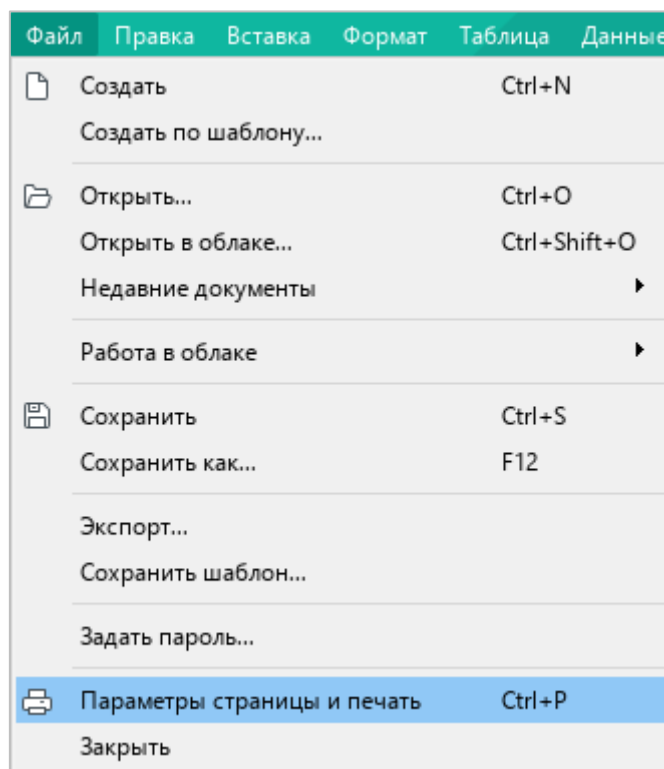 Файл Правка Вставка Формат Таблица Данные
Создать Ctrl+N
Создать по шаблону...
Открыть... Ctrl+O
Открыть в облаке... Ctrl+Shift+O
Недавние документы
Работа в облаке
Сохранить Ctrl+S
Сохранить как... F12
Экспорт...
Сохранить шаблон...
Задать пароль...
Параметры страницы и печать Ctrl+P
Закрыть